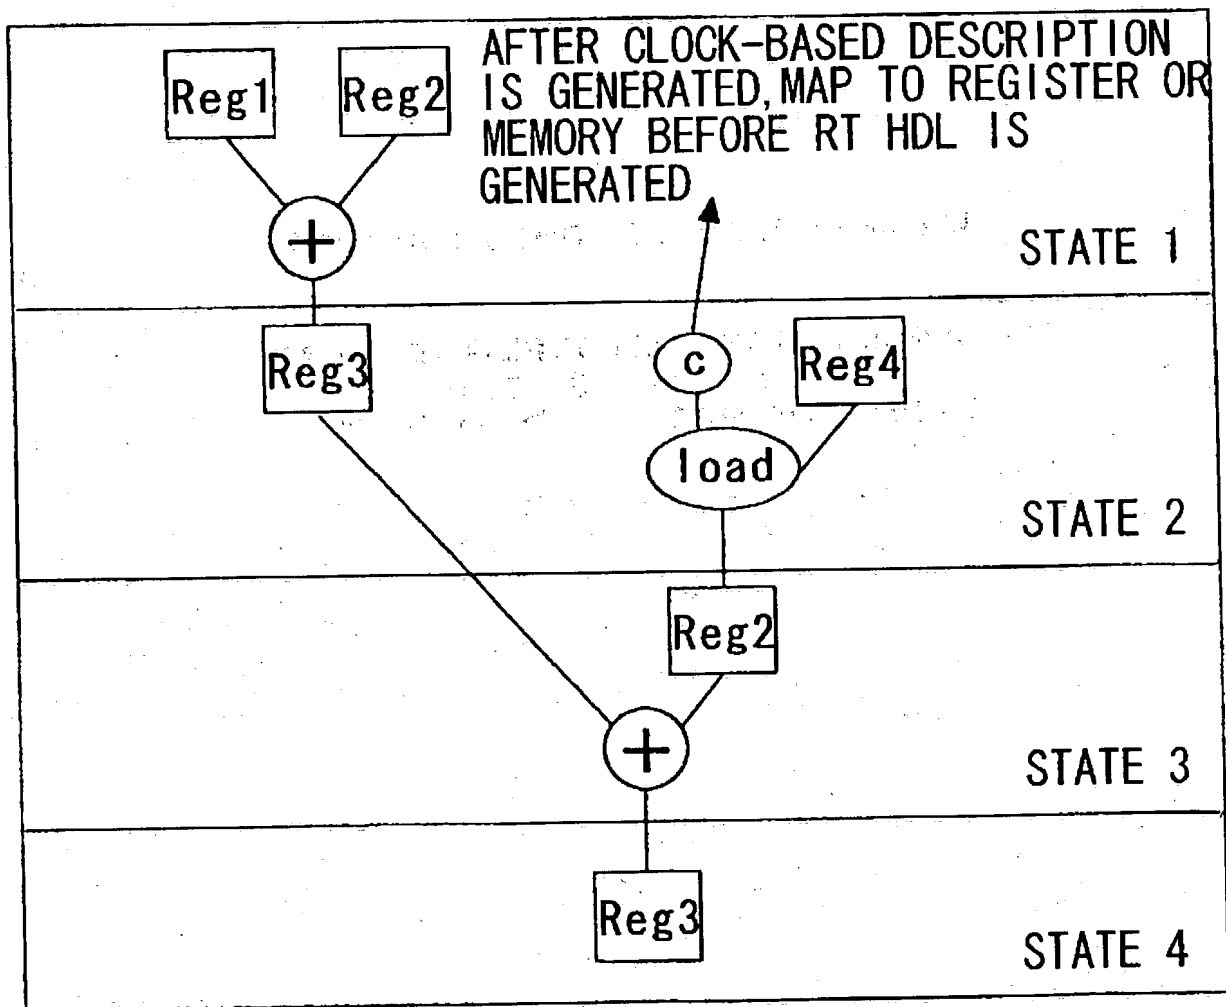 Reg1
Reg2
AFTER CLOCK-BASED DESCRIPTION
IS GENERATED, MAP TO REGISTER OR
MEMORY BEFORE RT HDL IS
GENERATED
+
STATE 1
Reg3
c
Reg4
load
STATE 2
Reg2
+
STATE 3
Reg3
STATE 4